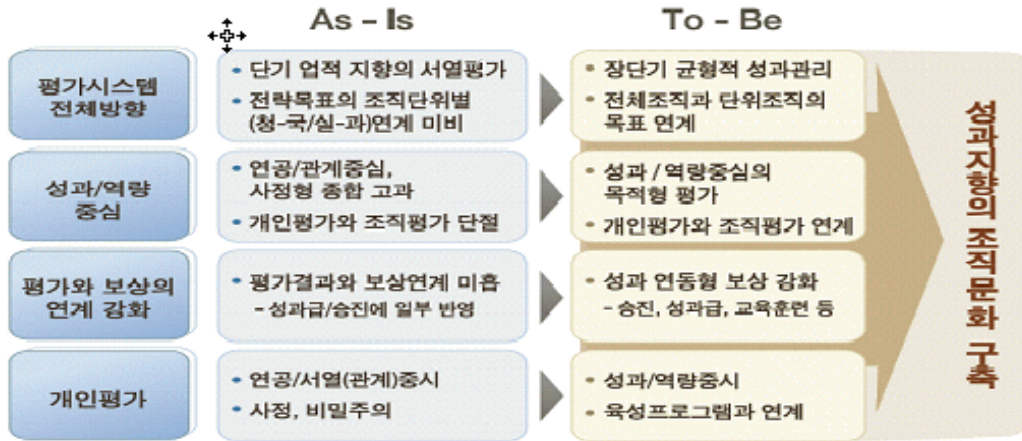 As - Is
To - Be
평가시스템
전체방향
• 단기 업적 지향의 서열평가
• 전략목표의 조직단위별
(청-국/실-과)연계 미비
• 장단기 균형적 성과관리
• 전체조직과 단위조직의
목표 연계
성과/역량
중심
• 연공/관계중심,
사정형 종합 고과
• 개인평가와 조직평가 단절
• 성과 / 역량중심의
목적형 평가
• 개인평가와 조직평가 연계
평가와 보상의
연계 강화
• 평가결과와 보상연계 미흡
- 성과급/승진에 일부 반영
• 성과 연동형 보상 강화
- 승진, 성과급, 교육훈련 등
개인평가
• 연공/서열(관계)중시
• 사정, 비밀주의
• 성과/역량중시
• 육성프로그램과 연계
성과지향의 조직문화 구축